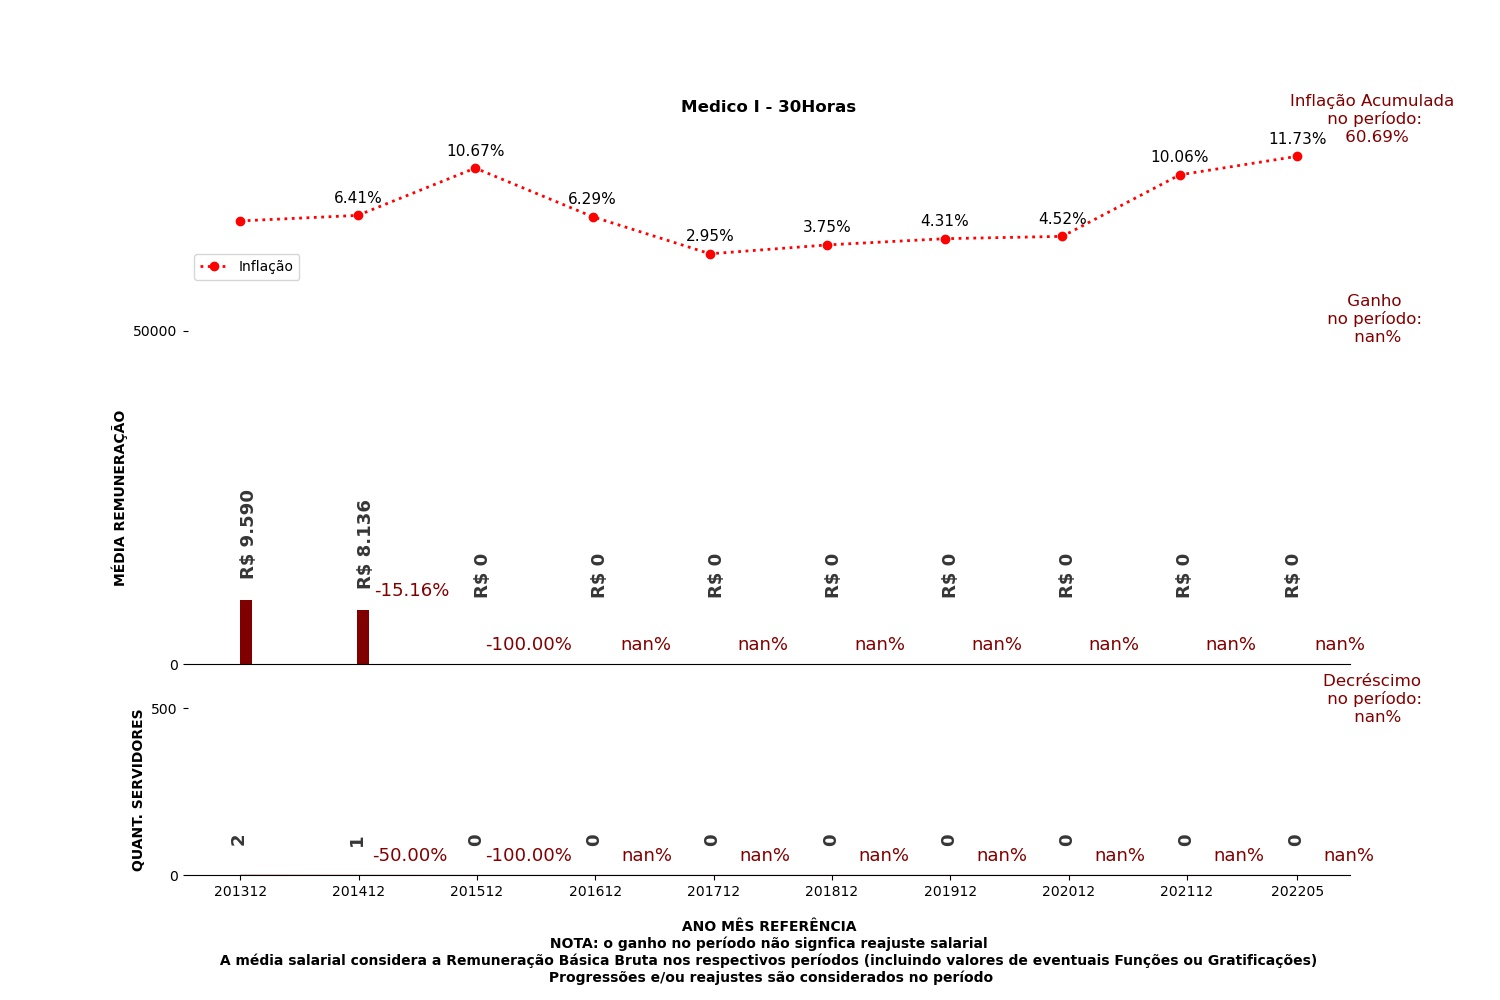 Medico I - 30Horas
Inflação Acumulada
no período:
60.69%
6.41%
10.67%
6.29%
2.95%
3.75%
4.31%
4.52%
10.06%
11.73%
Inflação
Ganho
no período:
nan%
50000
0
MÉDIA REMUNERAÇÃO
R$ 9.590
R$ 8.136
R$ 0
R$ 0
R$ 0
R$ 0
R$ 0
R$ 0
R$ 0
R$ 0
-15.16%
-100.00%
nan%
nan%
nan%
nan%
nan%
nan%
nan%
Decréscimo
no período:
nan%
500
0
QUANT. SERVIDORES
2
1
0
0
0
0
0
0
0
0
-50.00%
-100.00%
nan%
nan%
nan%
nan%
nan%
nan%
nan%
201312
201412
201512
201612
201712
201812
201912
202012
202112
202205
ANO MÊS REFERÊNCIA
NOTA: o ganho no período não signfica reajuste salarial
A média salarial considera a Remuneração Básica Bruta nos respectivos períodos (incluindo valores de eventuais Funções ou Gratificações)
Progressões e/ou reajustes são considerados no período